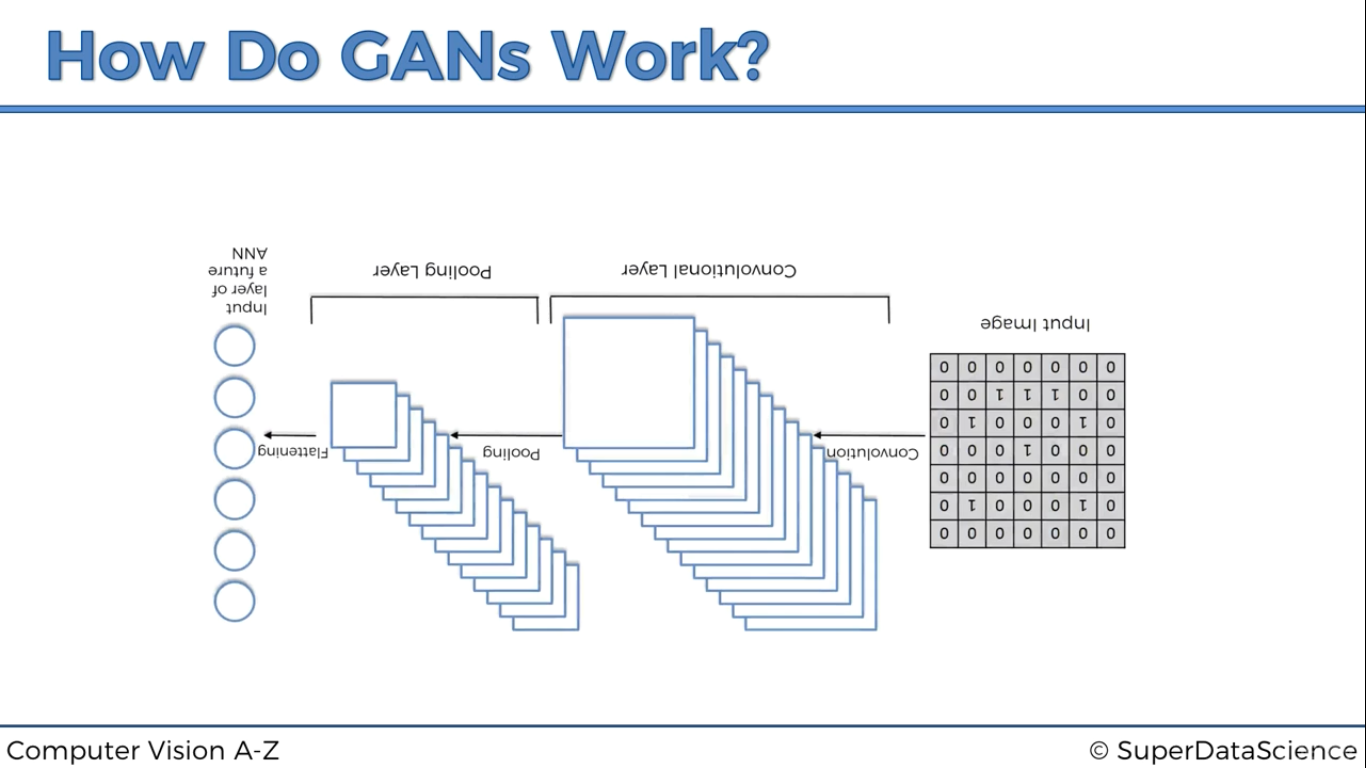 How Do GANs Work?
0 0 0 0 0 0 0
0 1 0 0 0 1 0
0 0 0 0 0 0 0
0 0 0 1 0 0 0
0 1 0 0 0 1 0
0 0 1 1 1 0 0
0 0 0 0 0 0 0
Input Image
Convolution
Convolutional Layer
Pooling
Pooling Layer
Flattening
Input
layer of
a future
ANN
Computer Vision A-Z
© SuperDataScience